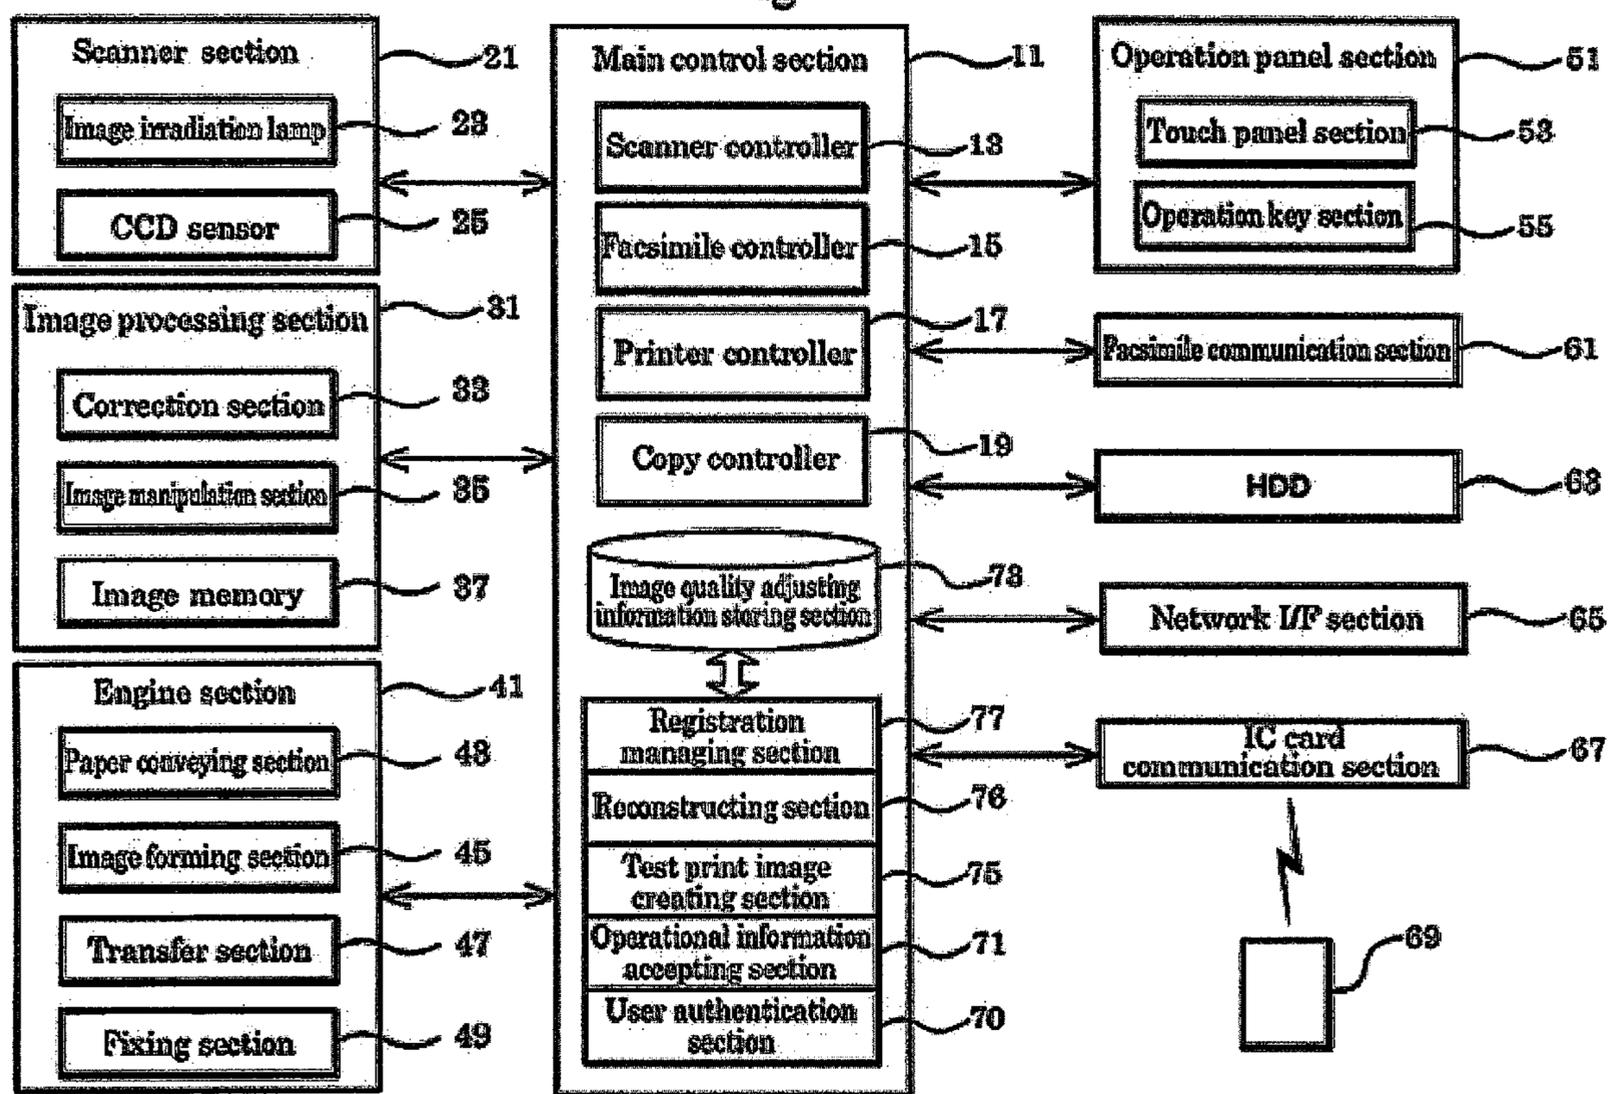 Scanner section
21
Image irradiation lamp
23
CCD sensor
25
Image processing section
31
Correction section
33
Image manipulation section
35
Image memory
37
Engine section
41
Paper conveying section
43
Image forming section
45
Transfer section
47
Fixing section
49
Main control section
11
Scanner controller
13
Facsimile controller
15
Printer controller
17
Copy controller
19
Image quality adjusting
information storing section
73
Registration
managing section
77
Reconstructing section
76
Test print image
creating section
75
Operational information
accepting section
71
User authentication
section
70
Operation panel section
51
Touch panel section
53
Operation key section
55
Facsimile communication section
61
HDD
63
Network I/F section
65
IC card
communication section
67
69